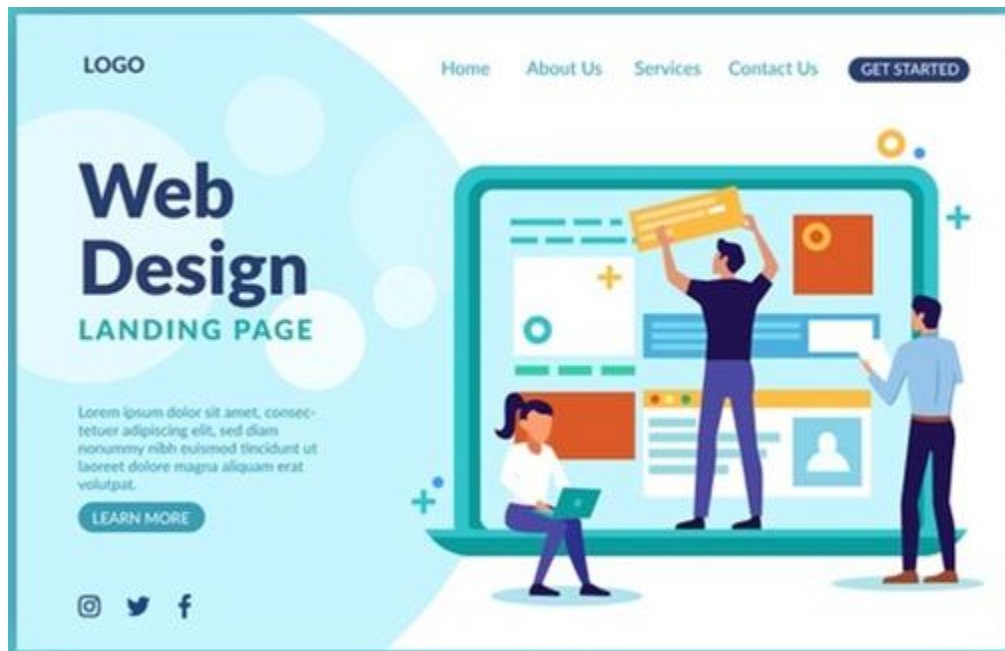 LOGO
Home About Us Services Contact Us GET STARTED
Web
Design
LANDING PAGE
Lorem ipsum dolor sit amet, consec-
tetuer adipiscing elit, sed diam
nonummy nibh euismod tincidunt ut
laoreet dolore magna aliquam erat
volutpat.
LEARN MORE